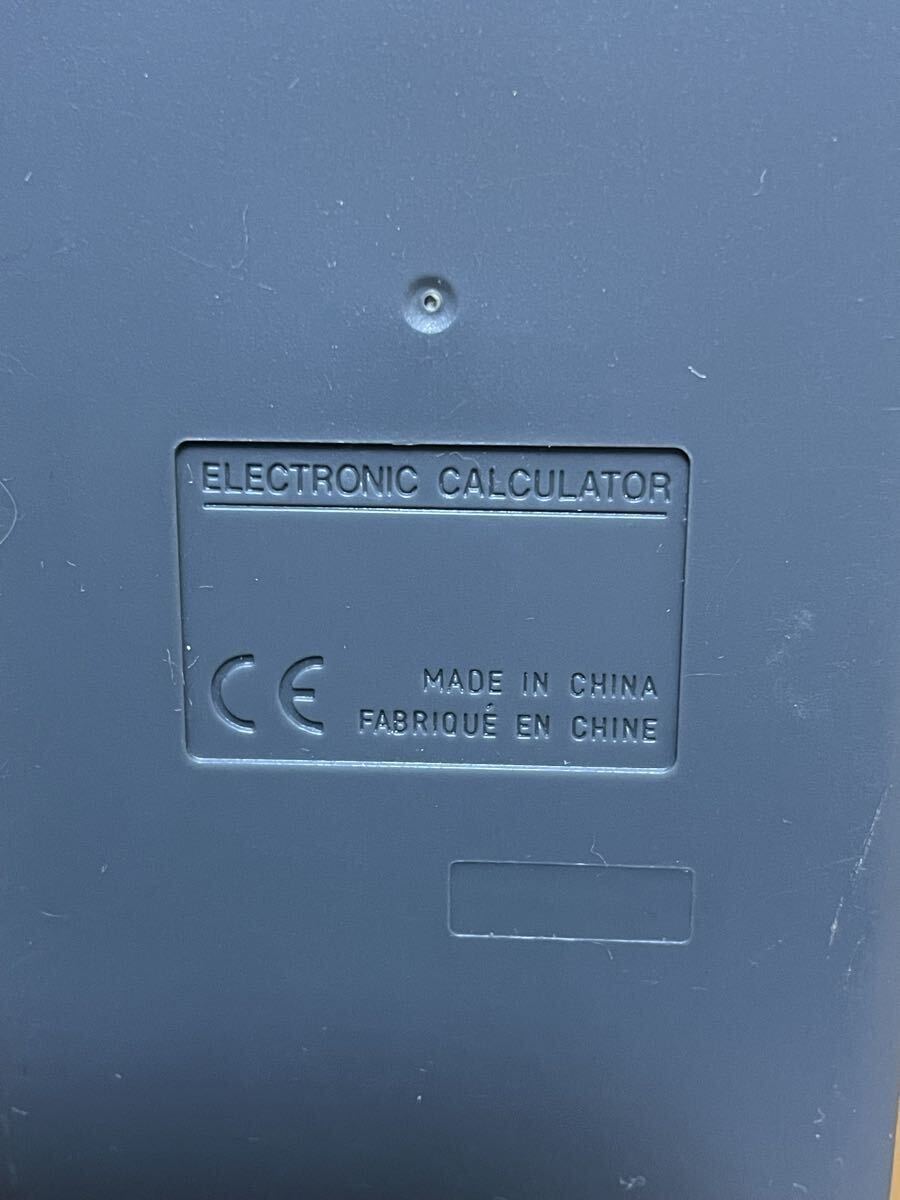 ELECTRONIC CALCULATOR
CE
MADE IN CHINA
FABRIQUÉ EN CHINE